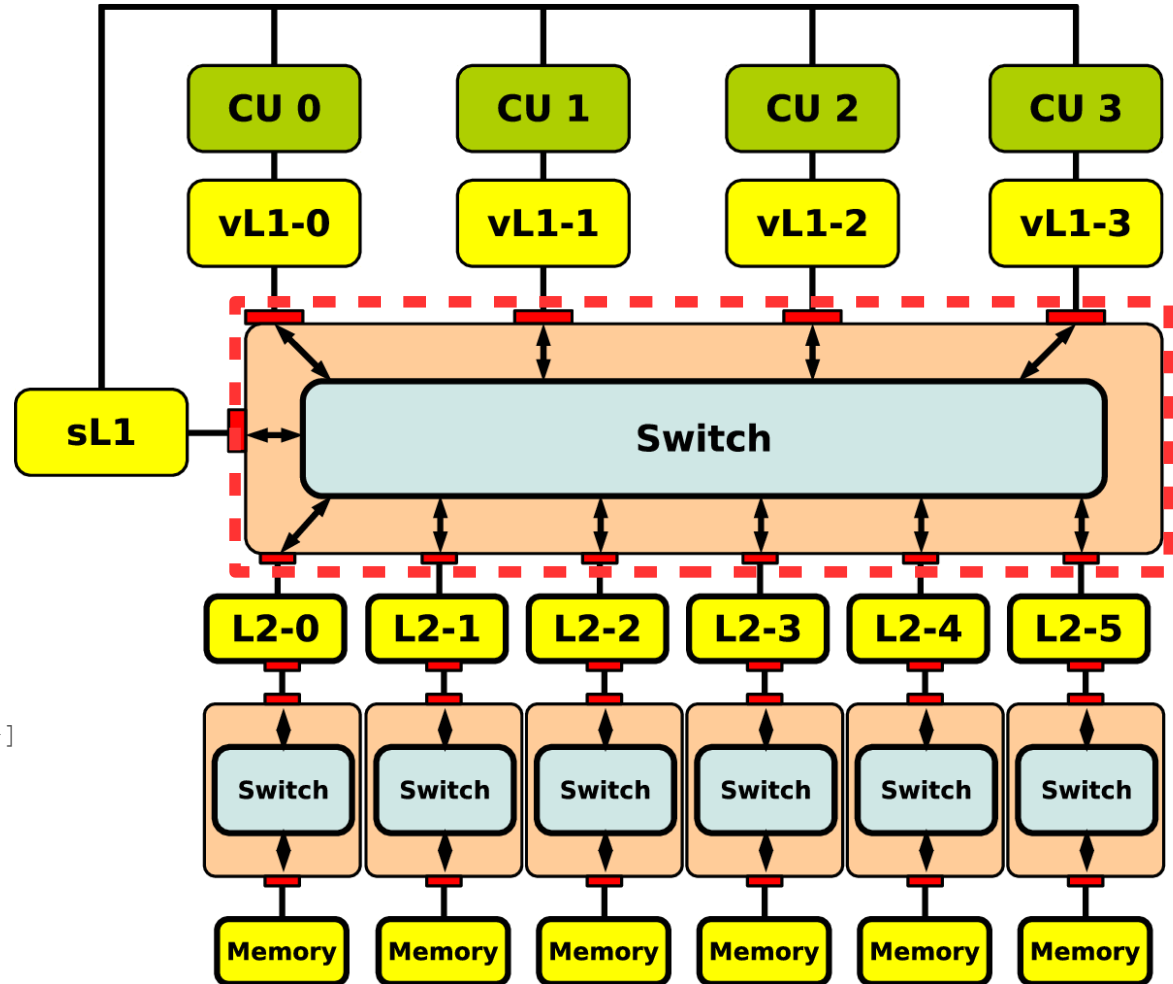 CU 0 CU 1 CU 2 CU 3
vL1-0 vL1-1 vL1-2 vL1-3
sL1 Switch
L2-0 L2-1 L2-2 L2-3 L2-4 L2-5
]
Switch Switch Switch Switch Switch Switch
Memory Memory Memory Memory Memory Memory